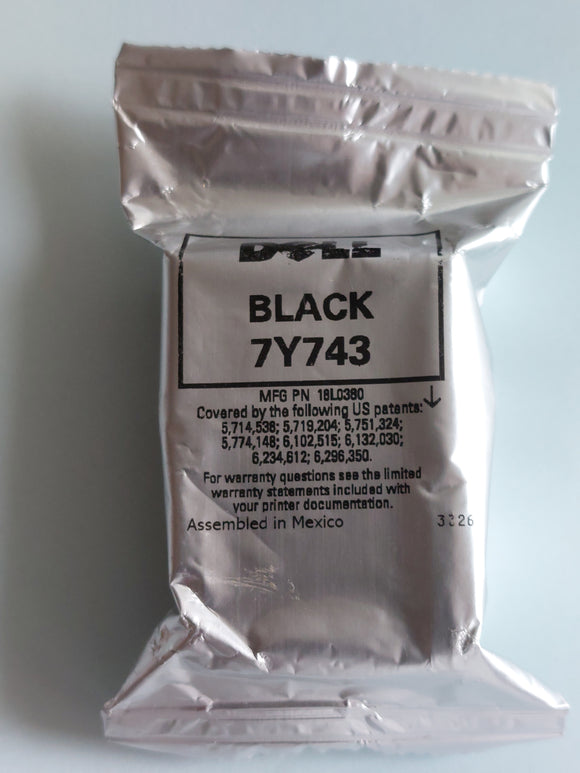 DELL
BLACK
7Y743
MFG PN 18L0380 ↓
Covered by the following US patents:
5,714,538; 5,719,204; 5,751,324;
5,774,148; 6,102,515; 6,132,030;
6,234,612; 6,296,350.
For warranty questions see the limited
warranty statements included with
your printer documentation.
Assembled in Mexico 3326